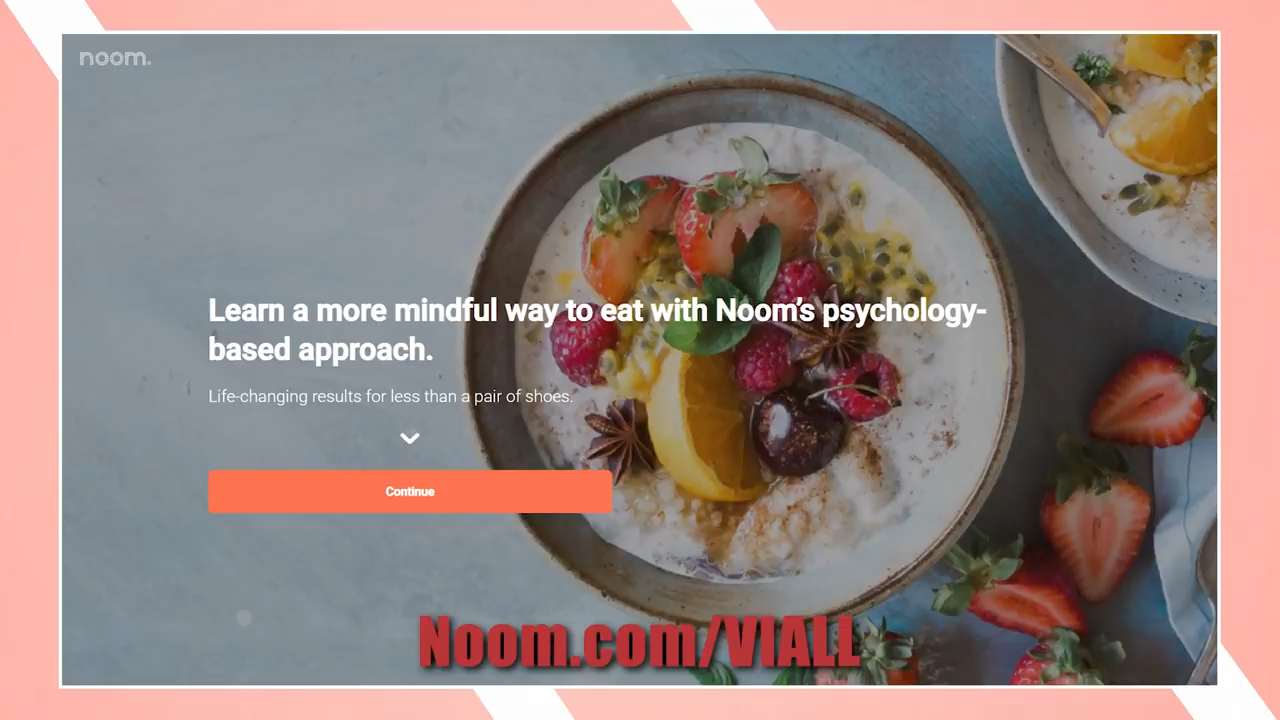 noom.
Learn a more mindful way to eat with Noom's psychology-
based approach.
Life-changing results for less than a pair of shoes.
Continue
Noom.com/VIALL